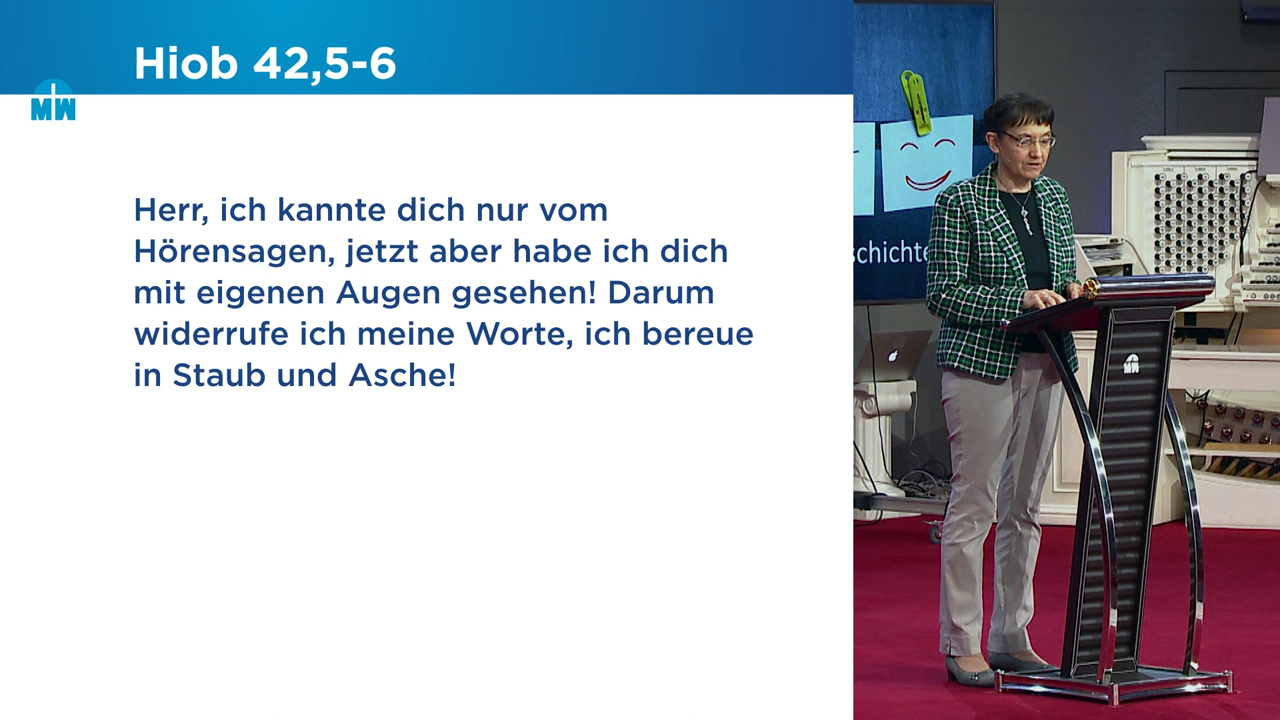 Hiob 42,5-6
MW
Herr, ich kannte dich nur vom
Hörensagen, jetzt aber habe ich dich
mit eigenen Augen gesehen! Darum
widerrufe ich meine Worte, ich bereue
in Staub und Asche!
schichte
MW